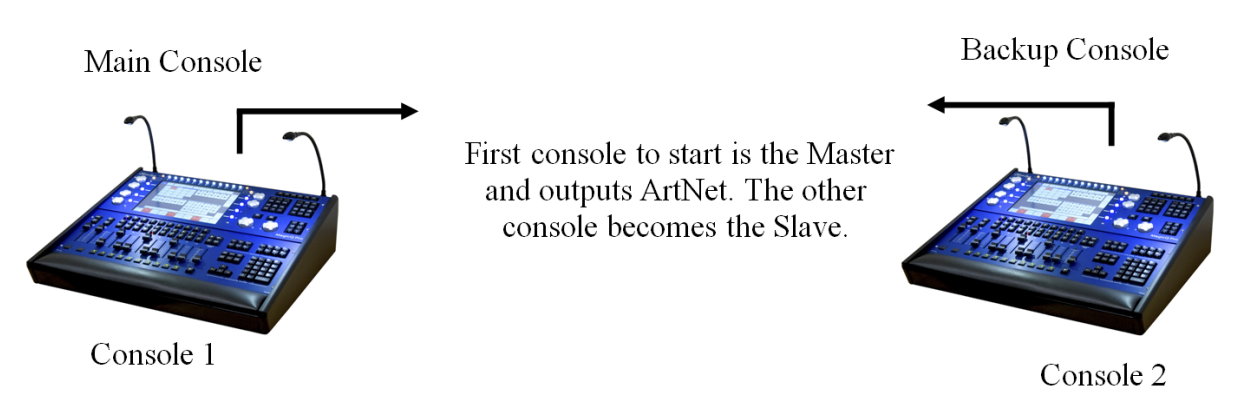 Main Console
Backup Console
First console to start is the Master
and outputs ArtNet. The other
console becomes the Slave.
Console 1
Console 2